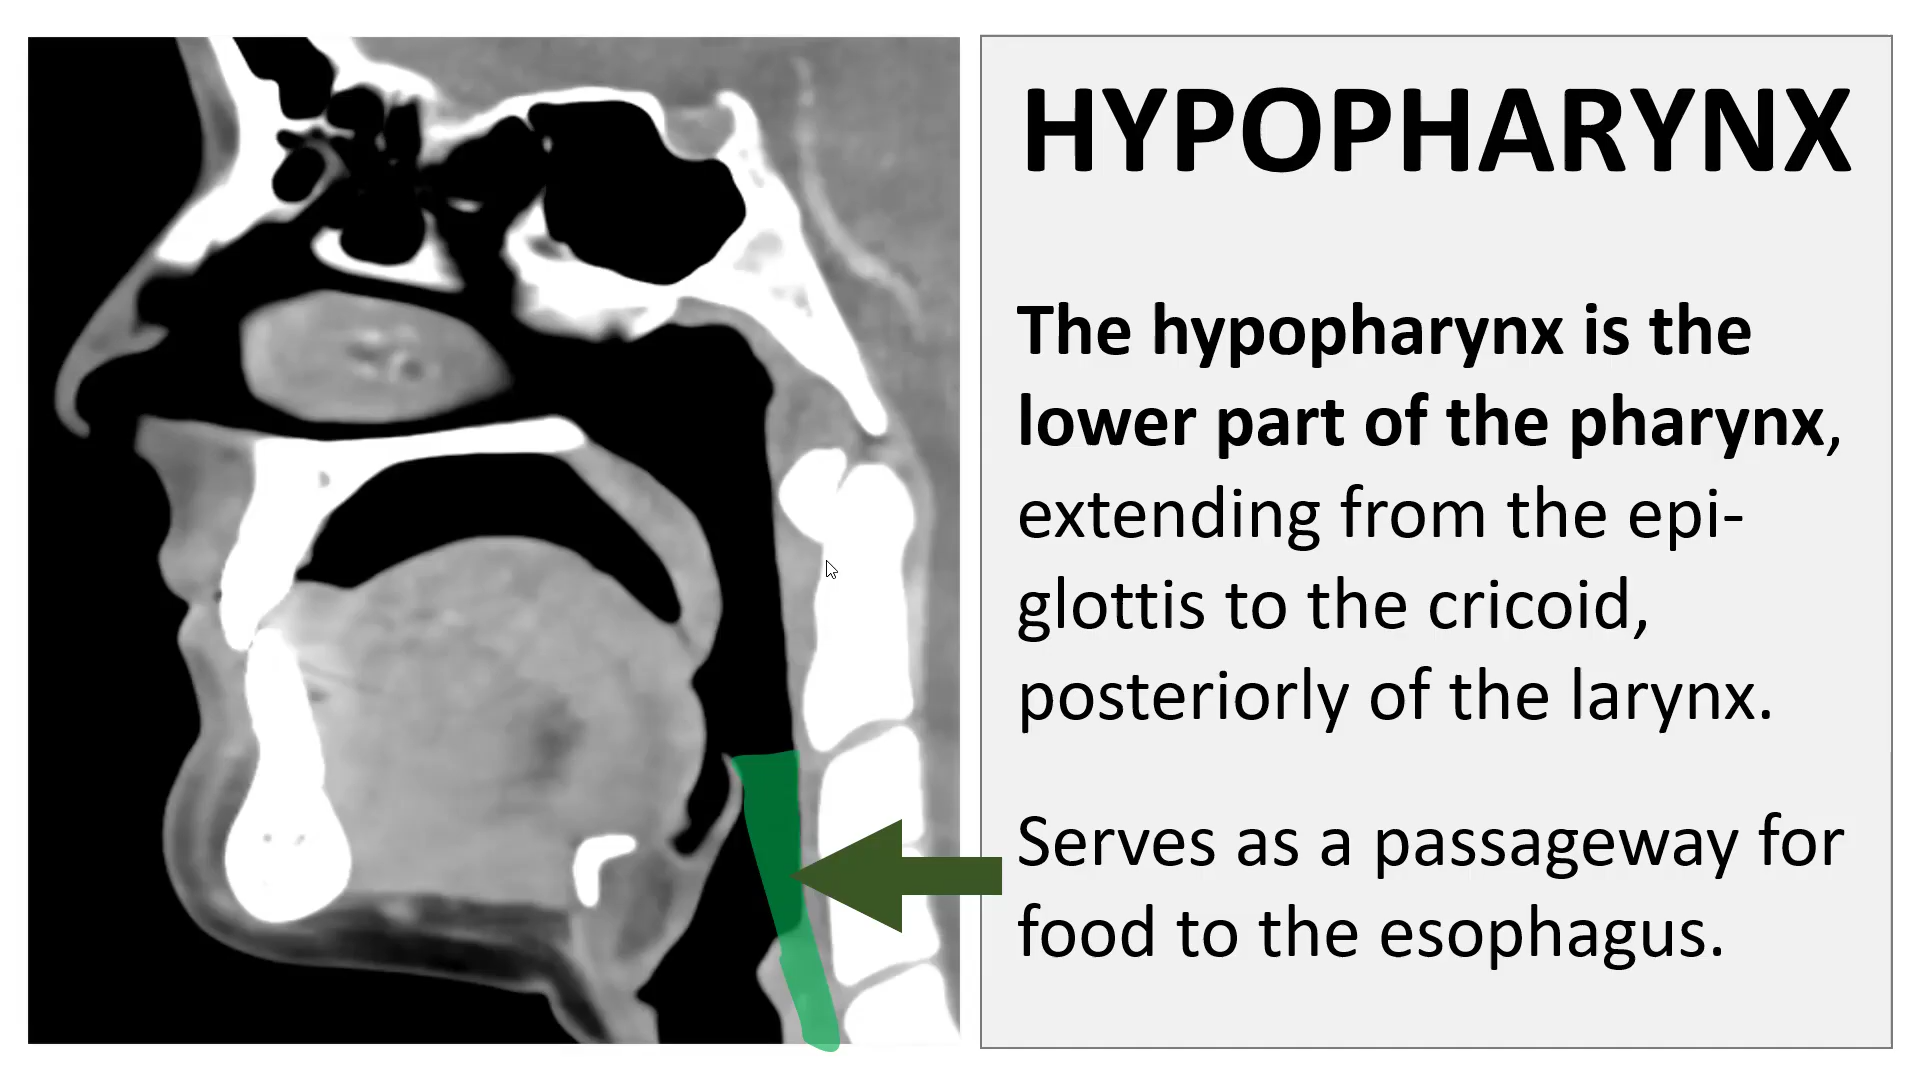 HYPOPHARYNX
The hypopharynx is the
lower part of the pharynx,
extending from the epi-
glottis to the cricoid,
posteriorly of the larynx.
Serves as a passageway for
food to the esophagus.